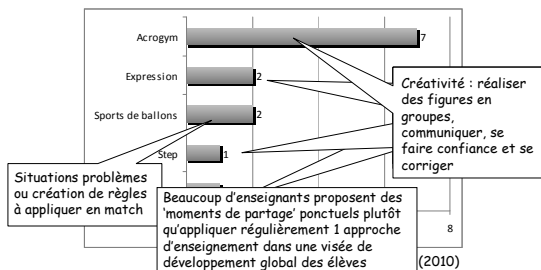 Acrogym
7
Expression
2
Sports de ballons
2
Step
1
8
Créativité : réaliser
des figures en
groupes,
communiquer, se
faire confiance et se
corriger
Situations problèmes
ou création de règles
à appliquer en match
Beaucoup d'enseignants proposent des
'moments de partage' ponctuels plutôt
qu'appliquer régulièrement 1 approche
d'enseignement dans une visée de
développement global des élèves
(2010)